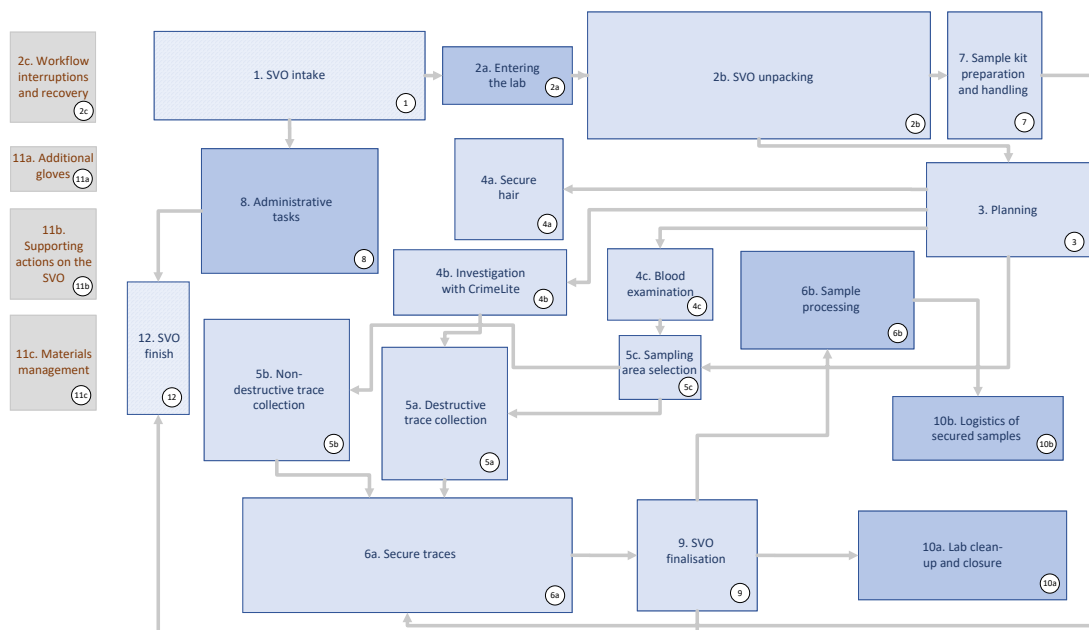 2c. Workflow
interruptions
and recovery
2c
11a. Additional
gloves
11a
11b.
Supporting
actions on the
SVO
11b
11c. Materials
management
11c
1. SVO intake
1
2a. Entering
the lab
2a
2b. SVO unpacking
2b
7. Sample kit
preparation
and handling
7
8. Administrative
tasks
8
4a. Secure
hair
4a
3. Planning
3
4b. Investigation
with CrimeLite
4b
4c. Blood
examination
4c
6b. Sample
processing
6b
12. SVO
finish
12
5b. Non-
destructive trace
collection
5b
5a. Destructive
trace collection
5a
5c. Sampling
area selection
5c
10b. Logistics of
secured samples
10b
6a. Secure traces
6a
9. SVO
finalisation
9
10a. Lab clean-
up and closure
10a